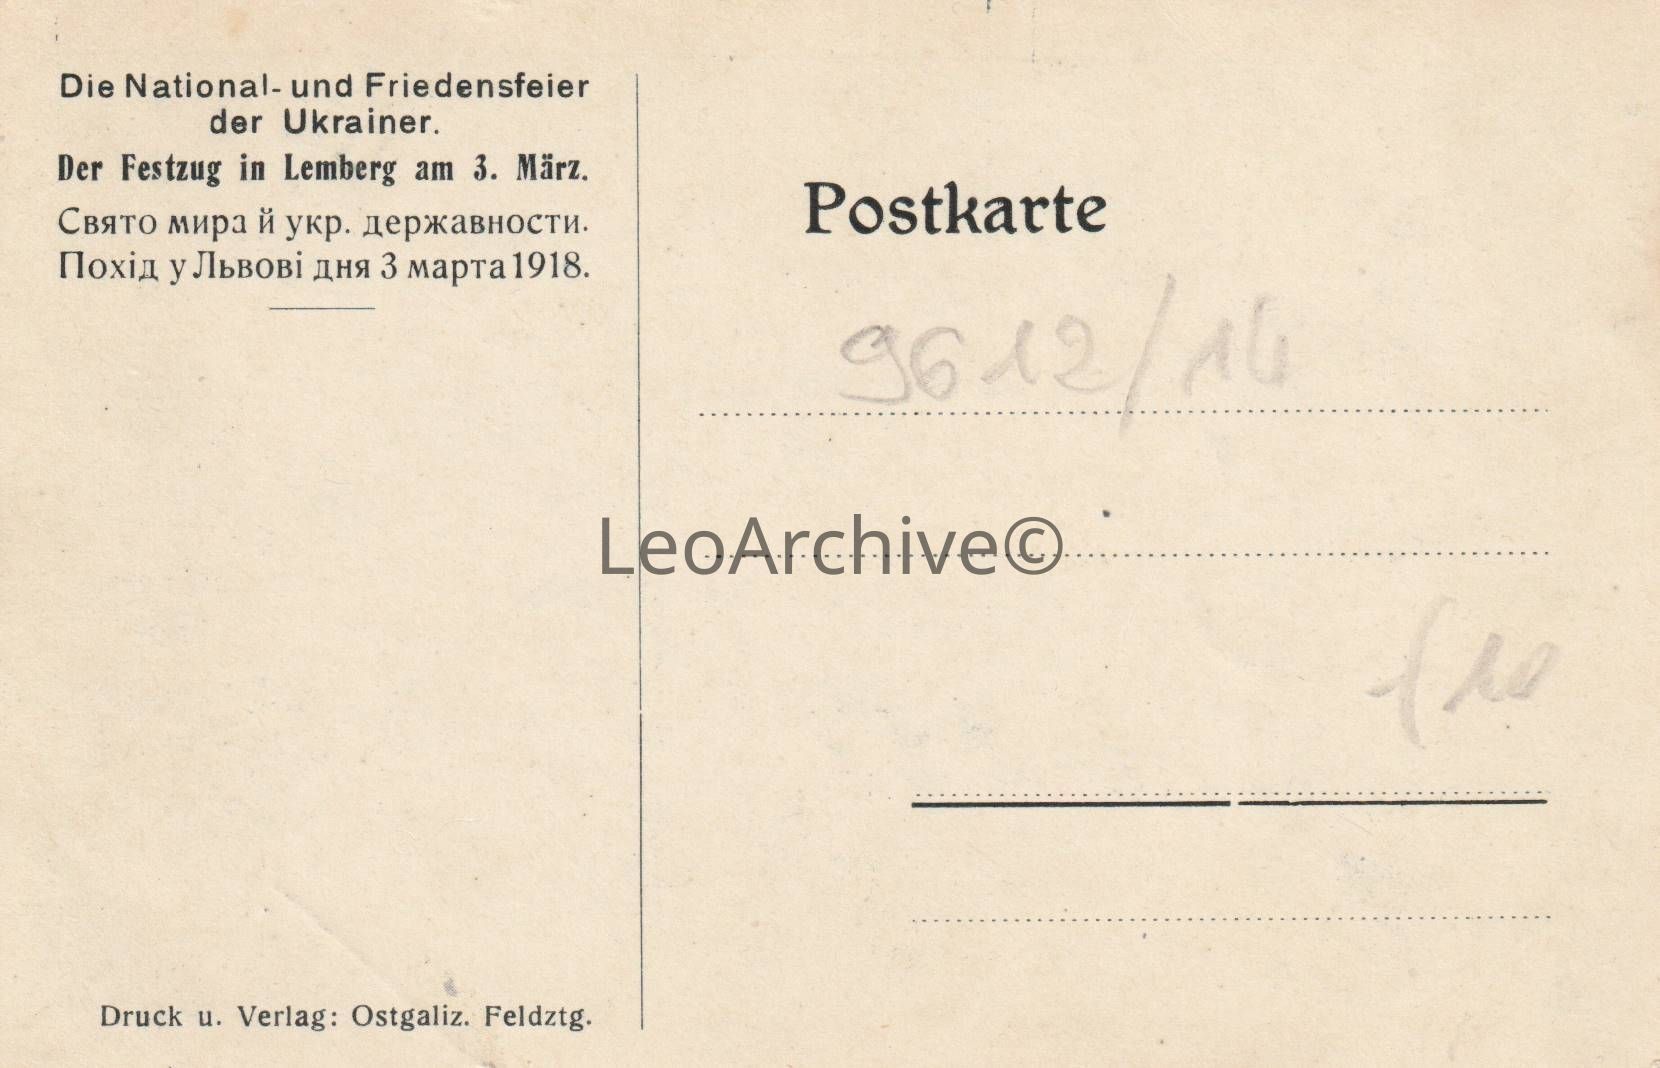 Die National- und Friedensfeier
der Ukrainer.
Der Festzug in Lemberg am 3. März.
Свято мира й укр. державности.
Похід у Львові дня 3 марта 1918.
Postkarte
9612/14
LeoArchive©
Druck u. Verlag: Ostgaliz. Feldztg.